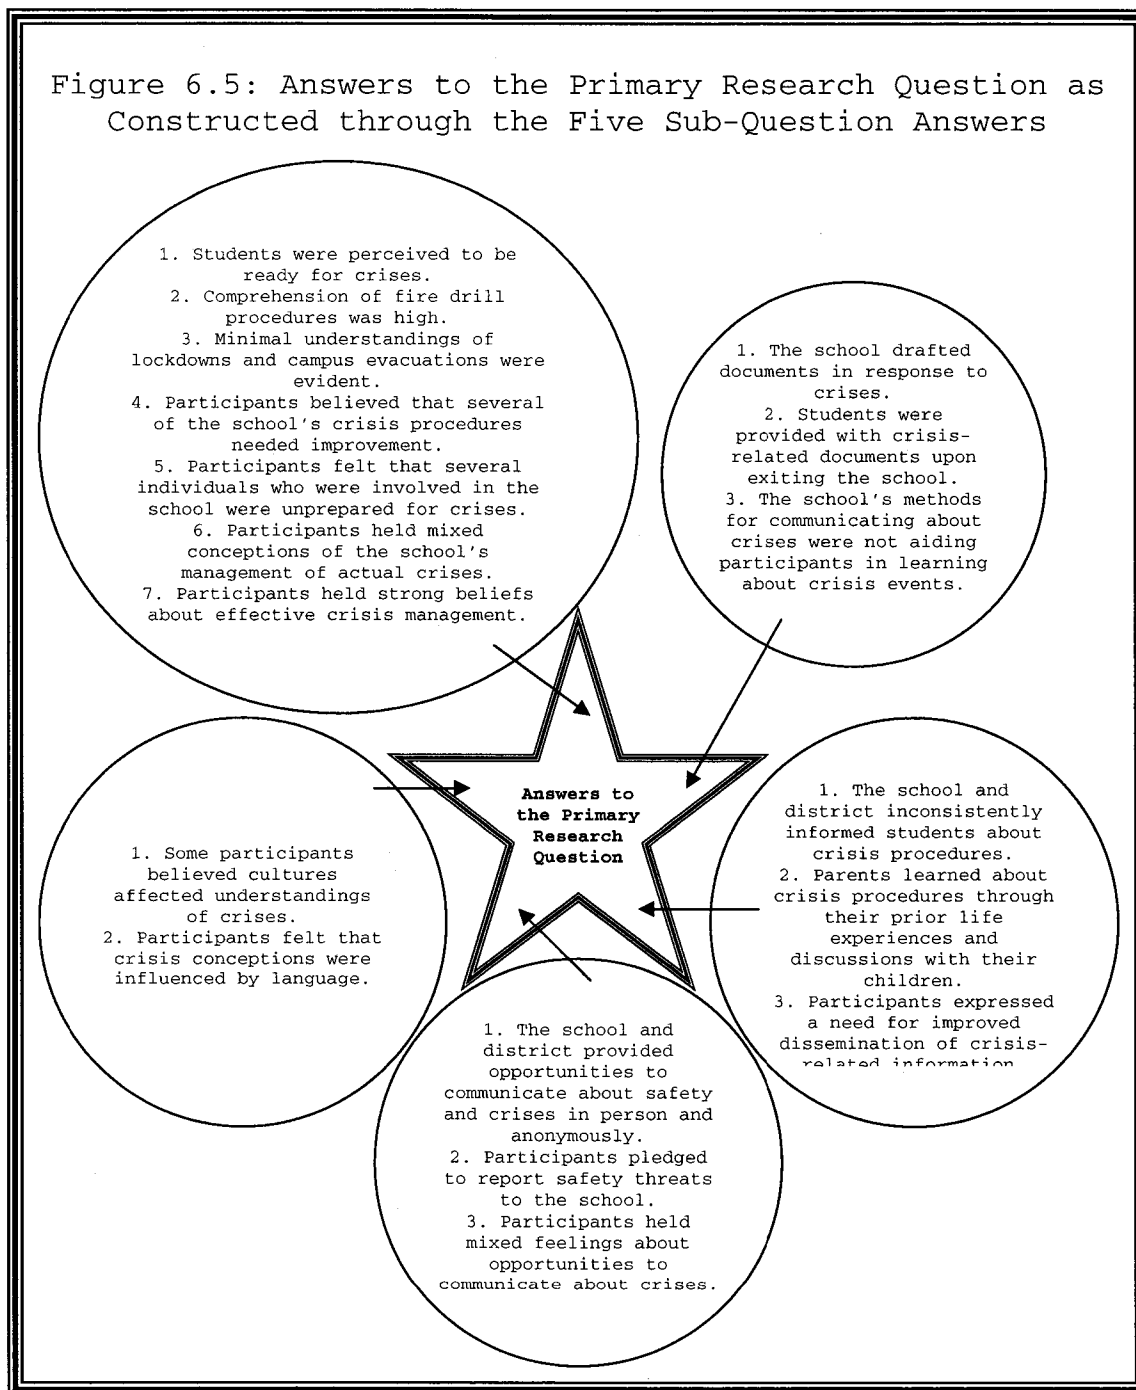 Figure 6.5: Answers to the Primary Research Question as
Constructed through the Five Sub-Question Answers
1. Students were perceived to be
ready for crises.
2. Comprehension of fire drill
procedures was high.
3. Minimal understandings of
lockdowns and campus evacuations were
evident.
4. Participants believed that several
of the school's crisis procedures
needed improvement.
5. Participants felt that several
individuals who were involved in the
school were unprepared for crises.
6. Participants held mixed
conceptions of the school's
management of actual crises.
7. Participants held strong beliefs
about effective crisis management.
1. The school drafted
documents in response to
crises.
2. Students were
provided with crisis-
related documents upon
exiting the school.
3. The school's methods
for communicating about
crises were not aiding
participants in learning
about crisis events.
Answers to
the Primary
Research
Question
1. Some participants
believed cultures
affected understandings
of crises.
2. Participants felt that
crisis conceptions were
influenced by language.
1. The school and
district inconsistently
informed students about
crisis procedures.
2. Parents learned about
crisis procedures through
their prior life
experiences and
discussions with their
children.
3. Participants expressed
a need for improved
dissemination of crisis-
related information
1. The school and
district provided
opportunities to
communicate about safety
and crises in person and
anonymously.
2. Participants pledged
to report safety threats
to the school.
3. Participants held
mixed feelings about
opportunities to
communicate about crises.